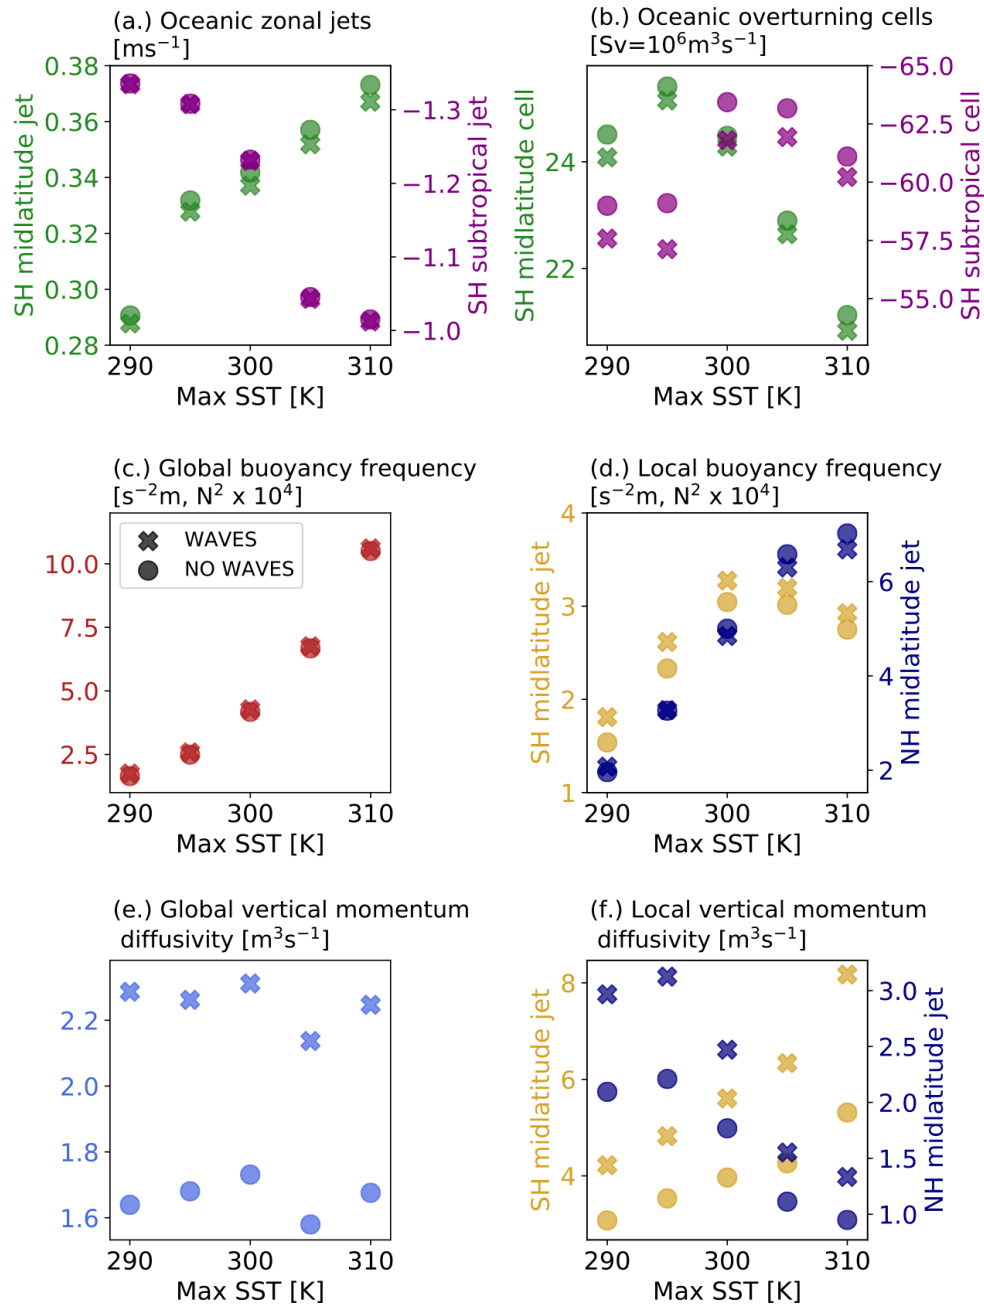 (a.) Oceanic zonal jets
[ms⁻¹]
0.38
0.36
0.34
0.32
0.30
0.28
SH midlatitude jet
−1.3
−1.2
−1.1
−1.0
SH subtropical jet
290
300
310
Max SST [K]
(b.) Oceanic overturning cells
[Sv=10⁶m³s⁻¹]
24
22
SH midlatitude cell
−65.0
−62.5
−60.0
−57.5
−55.0
SH subtropical cell
290
300
310
Max SST [K]
(c.) Global buoyancy frequency
[s⁻²m, N² x 10⁴]
WAVES
NO WAVES
10.0
7.5
5.0
2.5
290
300
310
Max SST [K]
(d.) Local buoyancy frequency
[s⁻²m, N² x 10⁴]
4
3
2
1
SH midlatitude jet
6
4
2
NH midlatitude jet
290
300
310
Max SST [K]
(e.) Global vertical momentum
diffusivity [m³s⁻¹]
2.2
2.0
1.8
1.6
290
300
310
Max SST [K]
(f.) Local vertical momentum
diffusivity [m³s⁻¹]
8
6
4
SH midlatitude jet
3.0
2.5
2.0
1.5
1.0
NH midlatitude jet
290
300
310
Max SST [K]